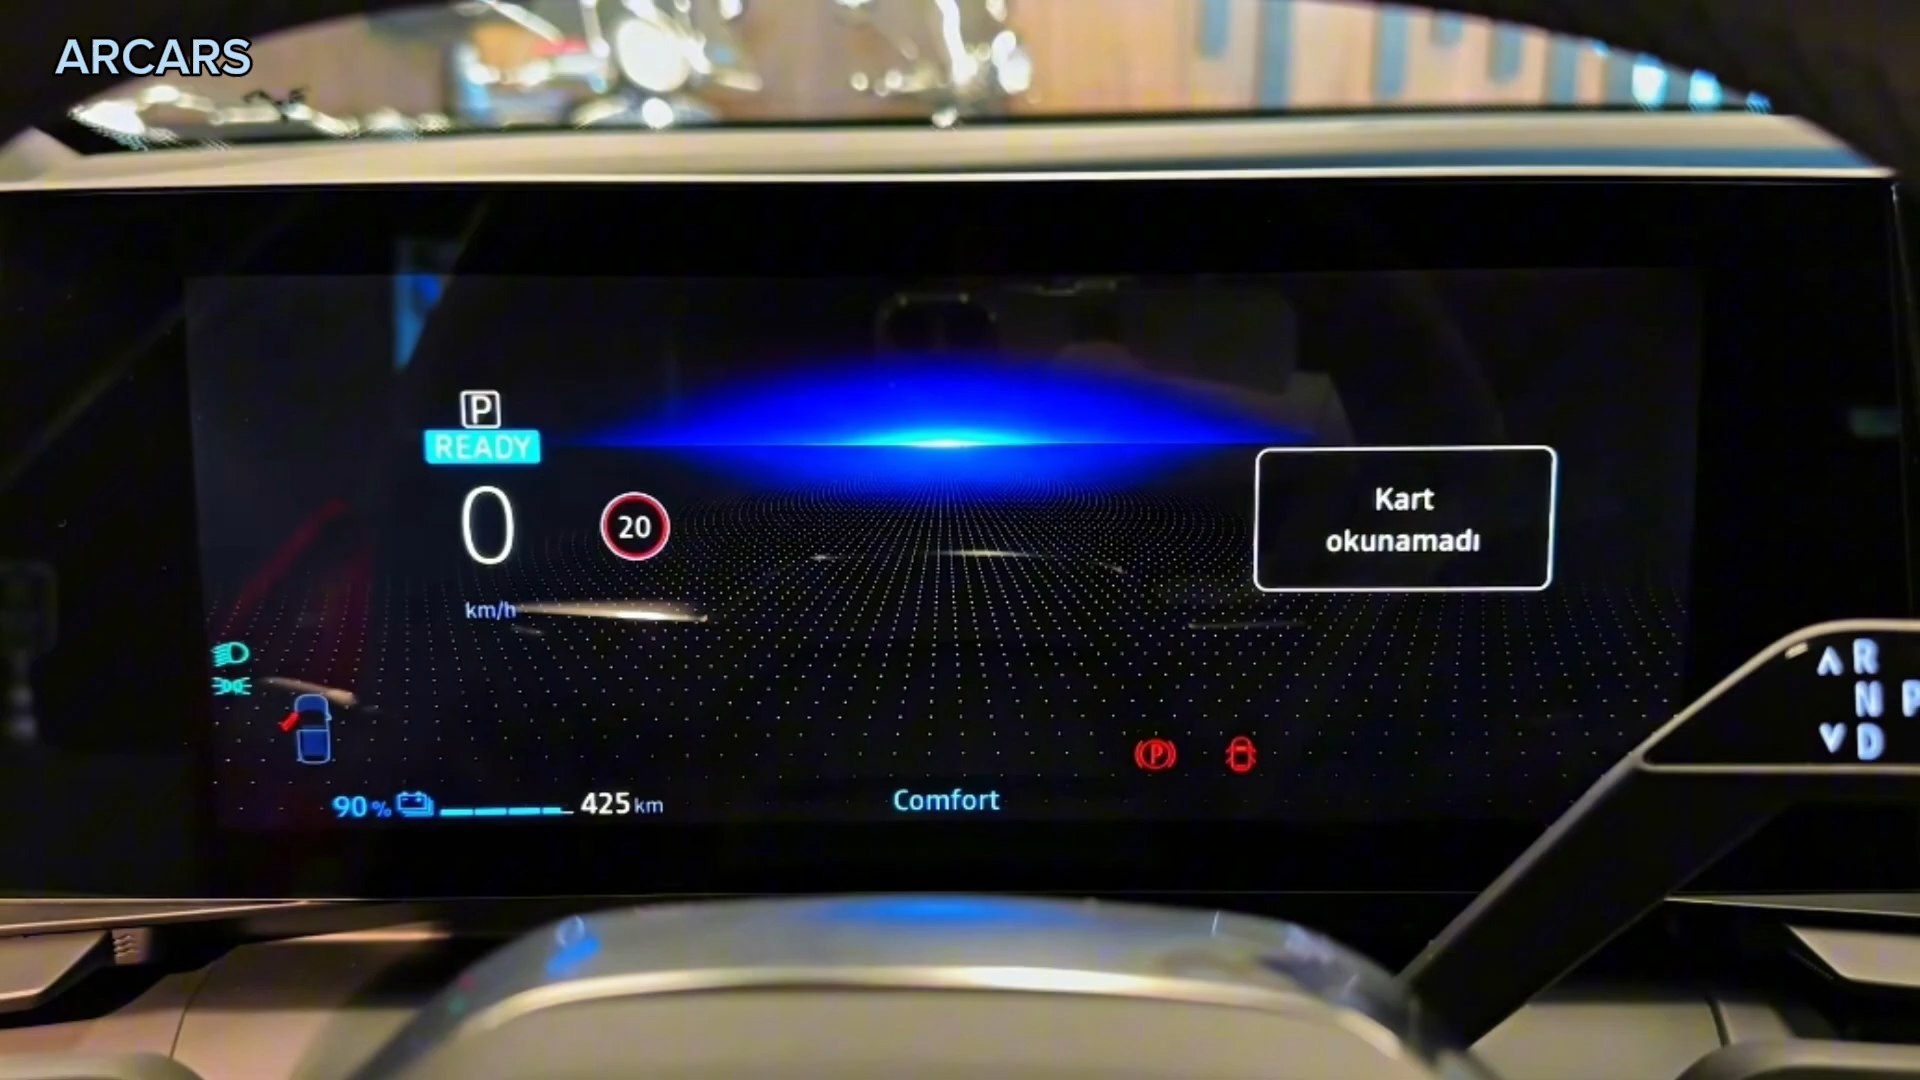 ARCARS
P
READY
0
20
km/h
Kart
okunamadı
R
N P
D
P
90 % 425 km
Comfort